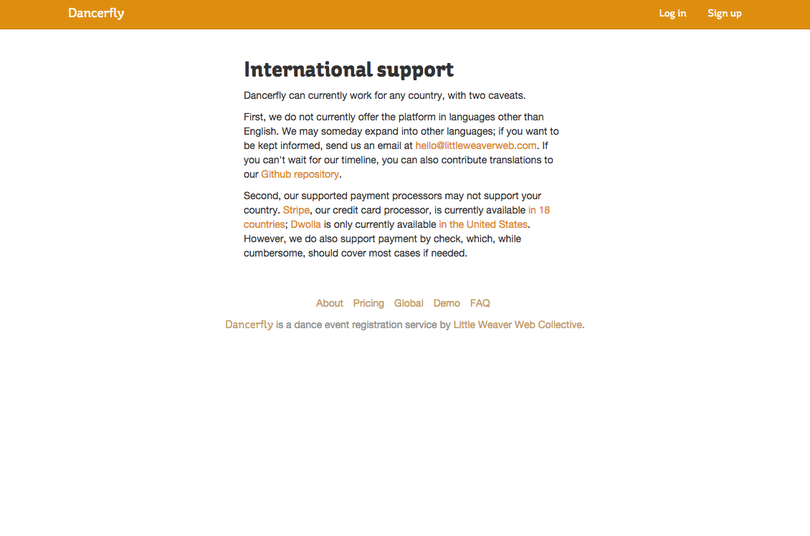 Dancerfly
Log in
Sign up
International support
Dancerfly can currently work for any country, with two caveats.
First, we do not currently offer the platform in languages other than
English. We may someday expand into other languages; if you want to
be kept informed, send us an email at hello@littleweaverweb.com. If
you can't wait for our timeline, you can also contribute translations to
our Github repository.
Second, our supported payment processors may not support your
country. Stripe, our credit card processor, is currently available in 18
countries; Dwolla is only currently available in the United States.
However, we do also support payment by check, which, while
cumbersome, should cover most cases if needed.
About Pricing Global Demo FAQ
Dancerfly is a dance event registration service by Little Weaver Web Collective.